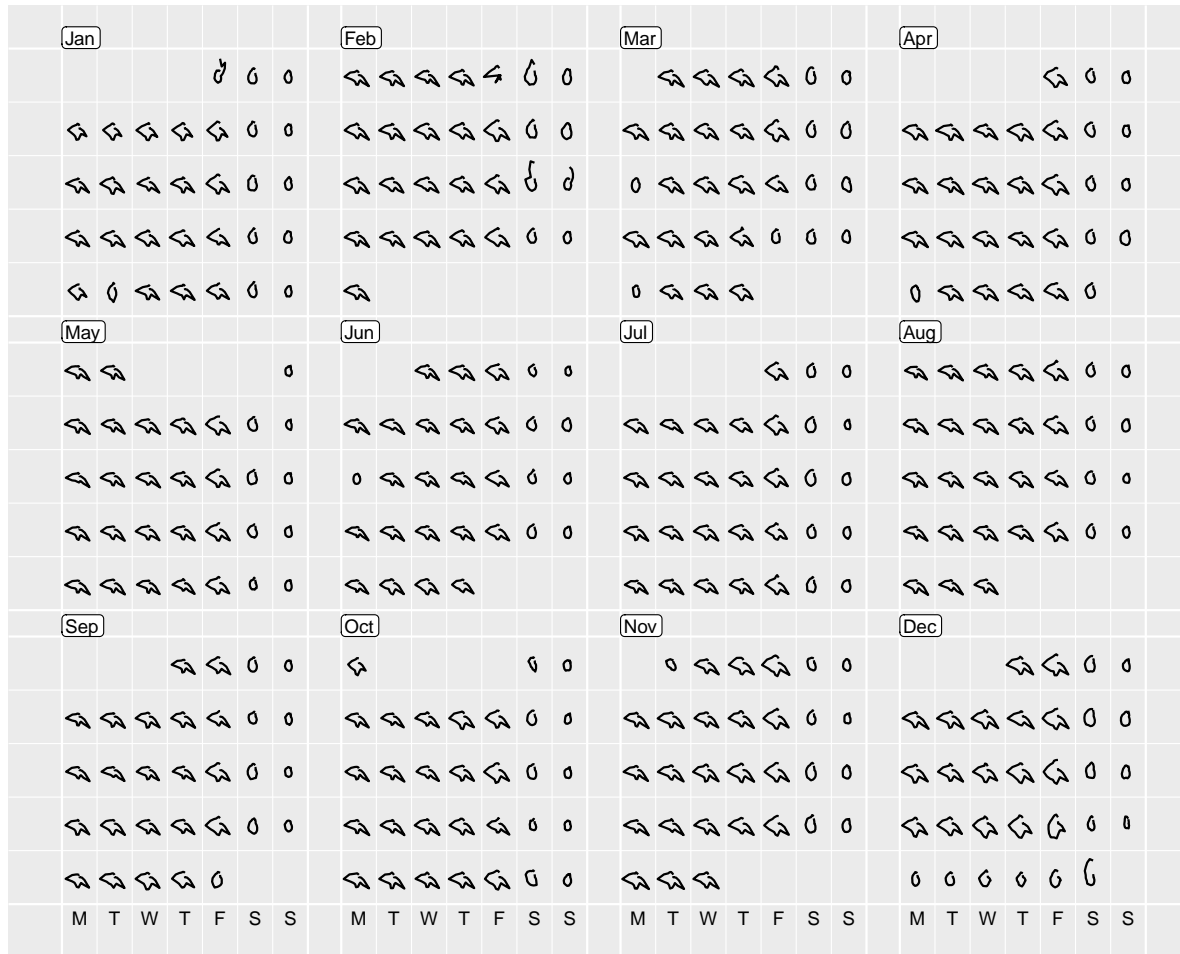 Jan Feb Mar Apr
May Jun Jul Aug
Sep Oct Nov Dec
M T W T F S S M T W T F S S M T W T F S S M T W T F S S